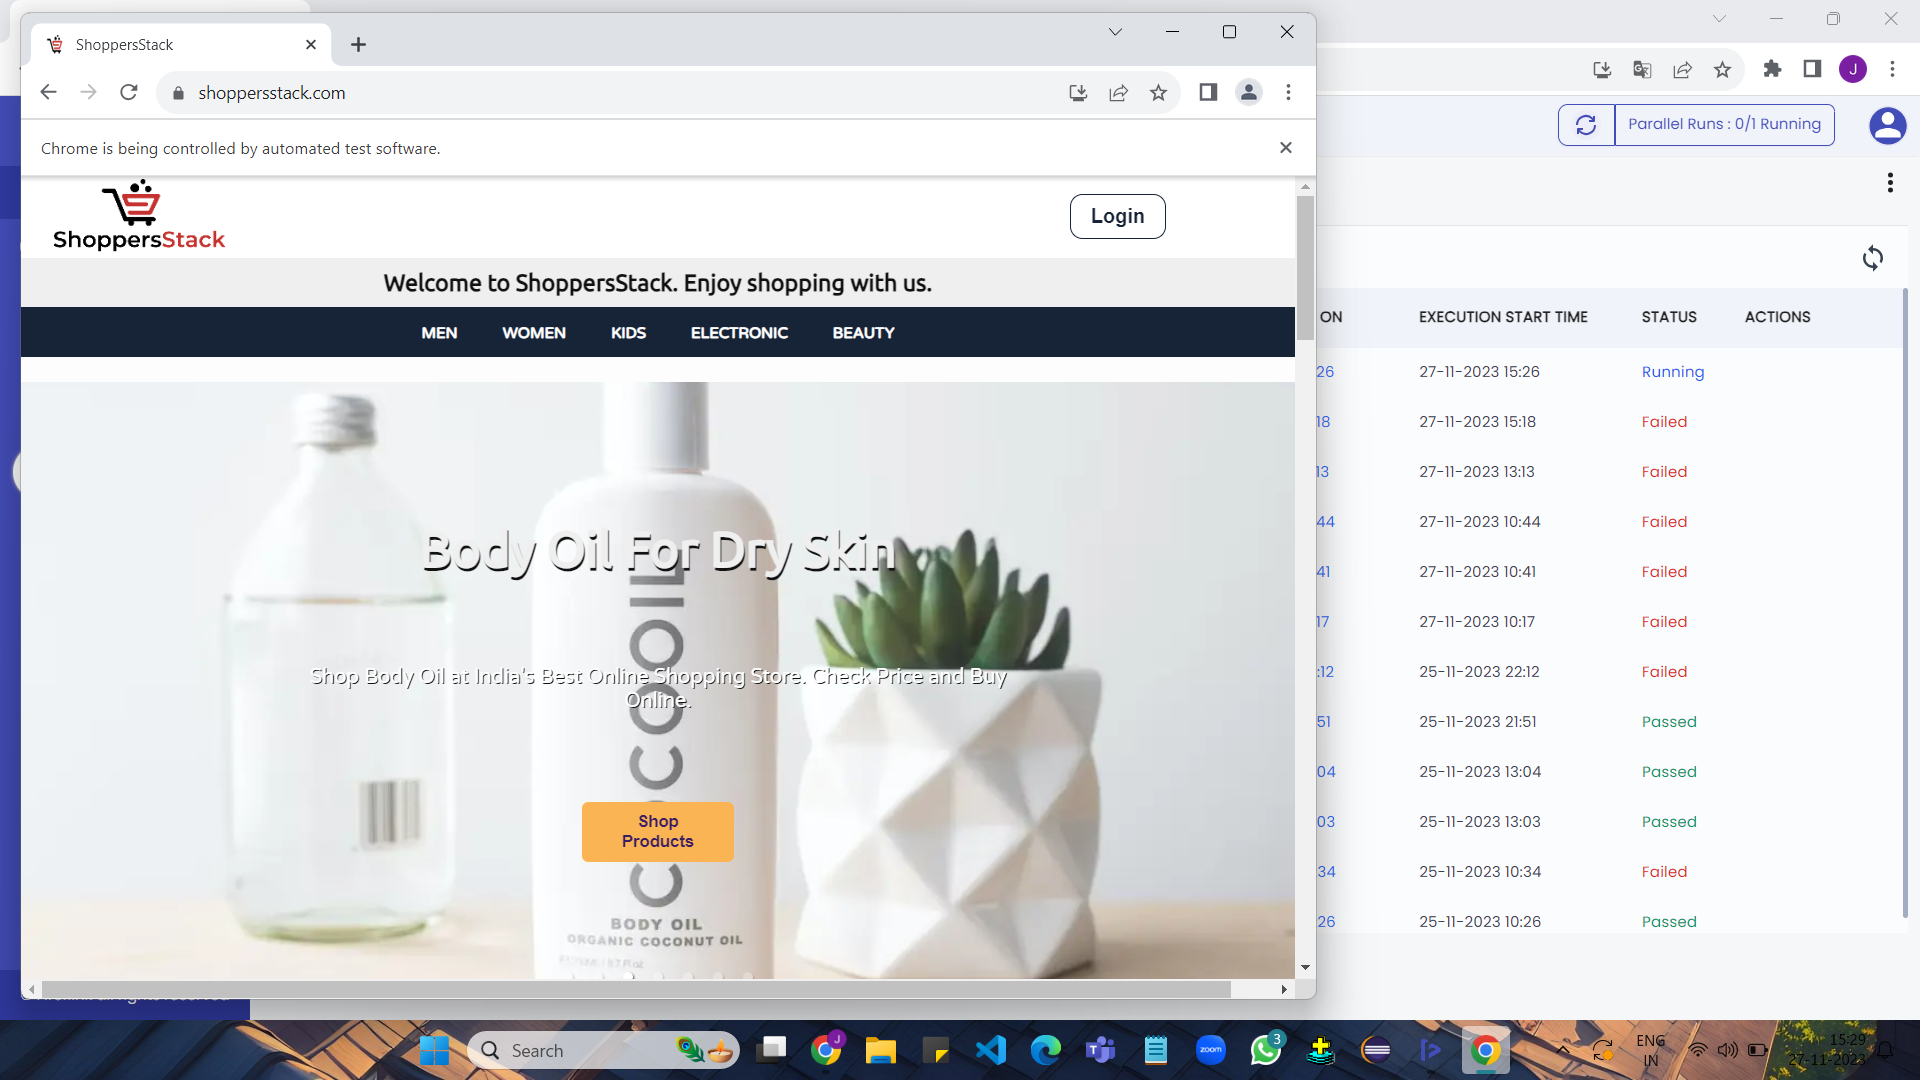 ShoppersStack
shoppersstack.com
J
Chrome is being controlled by automated test software.
Parallel Runs : 0/1 Running
ShoppersStack
Login
Welcome to ShoppersStack. Enjoy shopping with us.
MEN WOMEN KIDS ELECTRONIC BEAUTY
ON EXECUTION START TIME STATUS ACTIONS
26 27-11-2023 15:26 Running
18 27-11-2023 15:18 Failed
13 27-11-2023 13:13 Failed
44 27-11-2023 10:44 Failed
41 27-11-2023 10:41 Failed
17 27-11-2023 10:17 Failed
:12 25-11-2023 22:12 Failed
51 25-11-2023 21:51 Passed
04 25-11-2023 13:04 Passed
03 25-11-2023 13:03 Passed
34 25-11-2023 10:34 Failed
26 25-11-2023 10:26 Passed
Body Oil For Dry Skin
Shop Body Oil at India's Best Online Shopping Store. Check Price and Buy
Online.
Shop
Products
COCOOIL
BODY OIL
ORGANIC COCONUT OIL
Search
J
zoom
3
ENG
IN
15:29
27-11-2023